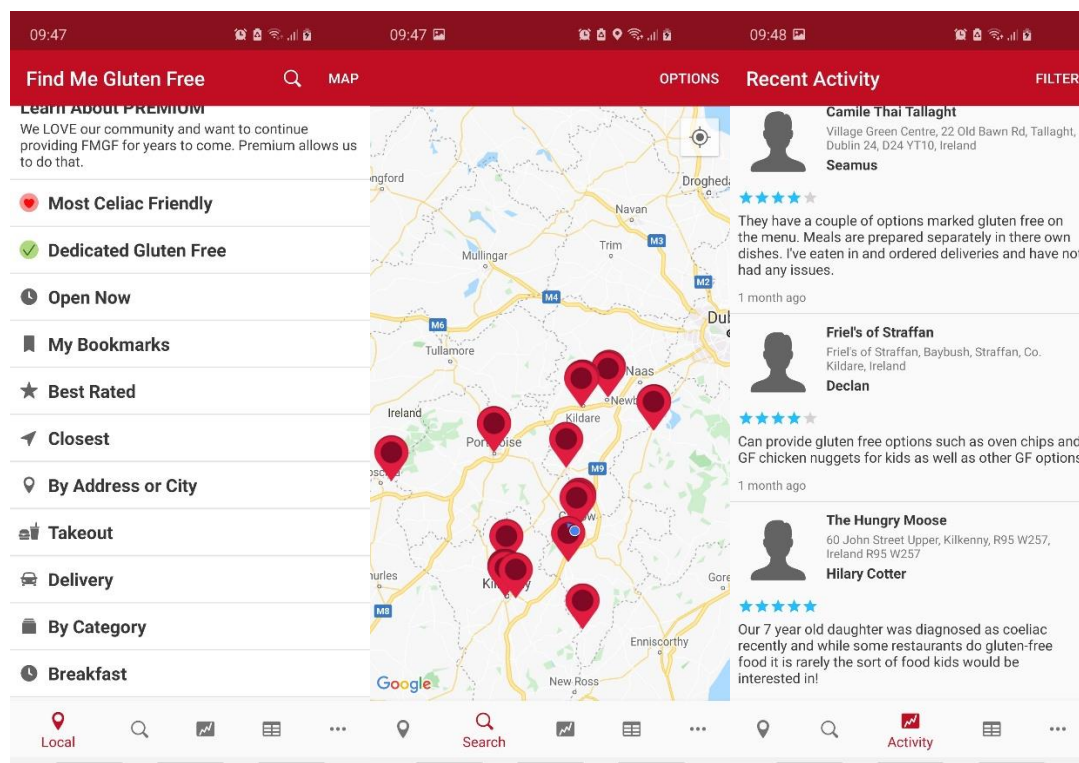 09:47
Find Me Gluten Free
MAP
Learn About PREMIUM
We LOVE our community and want to continue
providing FMGF for years to come. Premium allows us
to do that.
Most Celiac Friendly
Dedicated Gluten Free
Open Now
My Bookmarks
Best Rated
Closest
By Address or City
Takeout
Delivery
By Category
Breakfast
Local
09:47
OPTIONS
ngford
Drogheda
Navan
Trim
M3
Mullingar
M2
M4
Dub
M6
Tullamore
Naas
Newb
Ireland
Kildare
Por oise
osc
M9
C ow
hurles
Ki y
Gore
M8
Enniscorthy
New Ross
Google
Search
09:48
Recent Activity
FILTER
Camile Thai Tallaght
Village Green Centre, 22 Old Bawn Rd, Tallaght,
Dublin 24, D24 YT10, Ireland
Seamus
They have a couple of options marked gluten free on
the menu. Meals are prepared separately in there own
dishes. I've eaten in and ordered deliveries and have not
had any issues.
1 month ago
Friel's of Straffan
Friel's of Straffan, Baybush, Straffan, Co.
Kildare, Ireland
Declan
Can provide gluten free options such as oven chips and
GF chicken nuggets for kids as well as other GF options
1 month ago
The Hungry Moose
60 John Street Upper, Kilkenny, R95 W257,
Ireland R95 W257
Hilary Cotter
Our 7 year old daughter was diagnosed as coeliac
recently and while some restaurants do gluten-free
food it is rarely the sort of food kids would be
interested in!
Activity